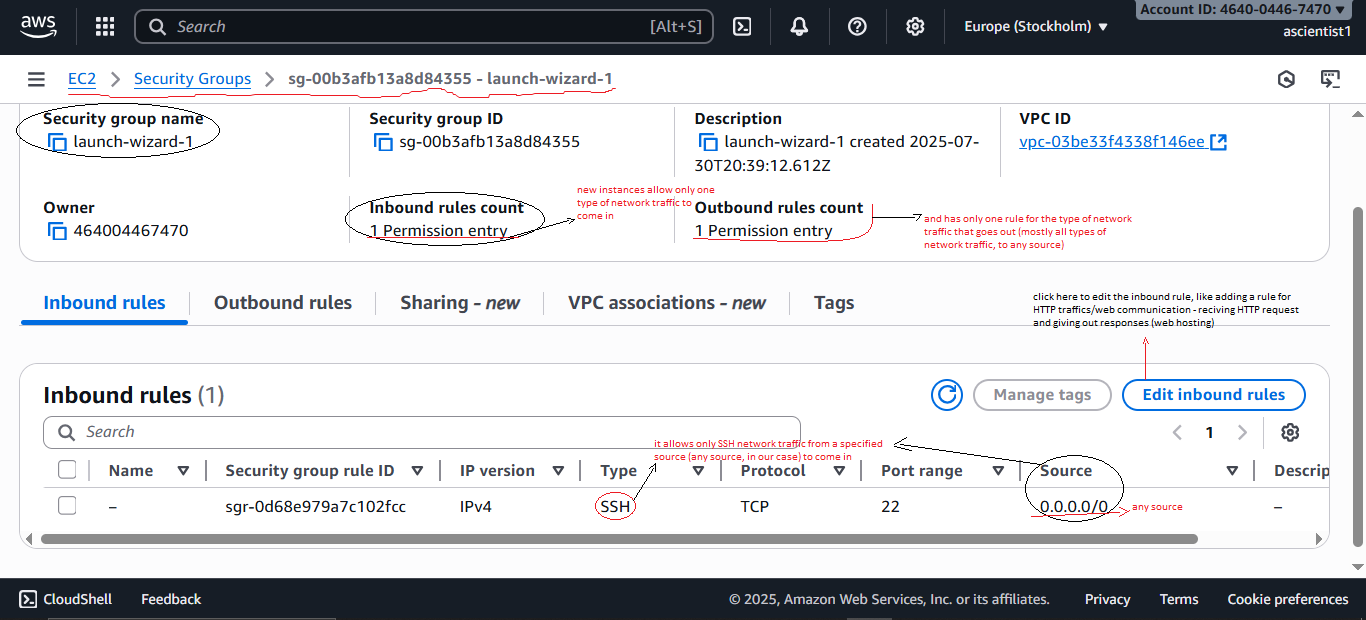 aws
Search [Alt+S]
Europe (Stockholm)
Account ID: 4640-0446-7470
ascientist1
EC2 > Security Groups > sg-00b3afb13a8d84355 - launch-wizard-1
Security group name
launch-wizard-1
Security group ID
sg-00b3afb13a8d84355
Description
launch-wizard-1 created 2025-07-
30T20:39:12.612Z
VPC ID
vpc-03be33f4338f146ee
Owner
464004467470
Inbound rules count
1 Permission entry
new instances allow only one
type of network traffic to
come in
Outbound rules count
1 Permission entry
and has only one rule for the type of network
traffic that goes out (mostly all types of
network traffic, to any source)
Inbound rules
Outbound rules
Sharing - new
VPC associations - new
Tags
click here to edit the inbound rule, like adding a rule for
HTTP traffics/web communication - reciving HTTP request
and giving out responses (web hosting)
Inbound rules (1)
Manage tags
Edit inbound rules
Search
1
it allows only SSH network traffic from a specified
source (any source, in our case) to come in
Name Security group rule ID IP version Type Protocol Port range Source Descrip
– sgr-0d68e979a7c102fcc IPv4 SSH TCP 22 0.0.0.0/0 –
any source
CloudShell Feedback © 2025, Amazon Web Services, Inc. or its affiliates. Privacy Terms Cookie preferences